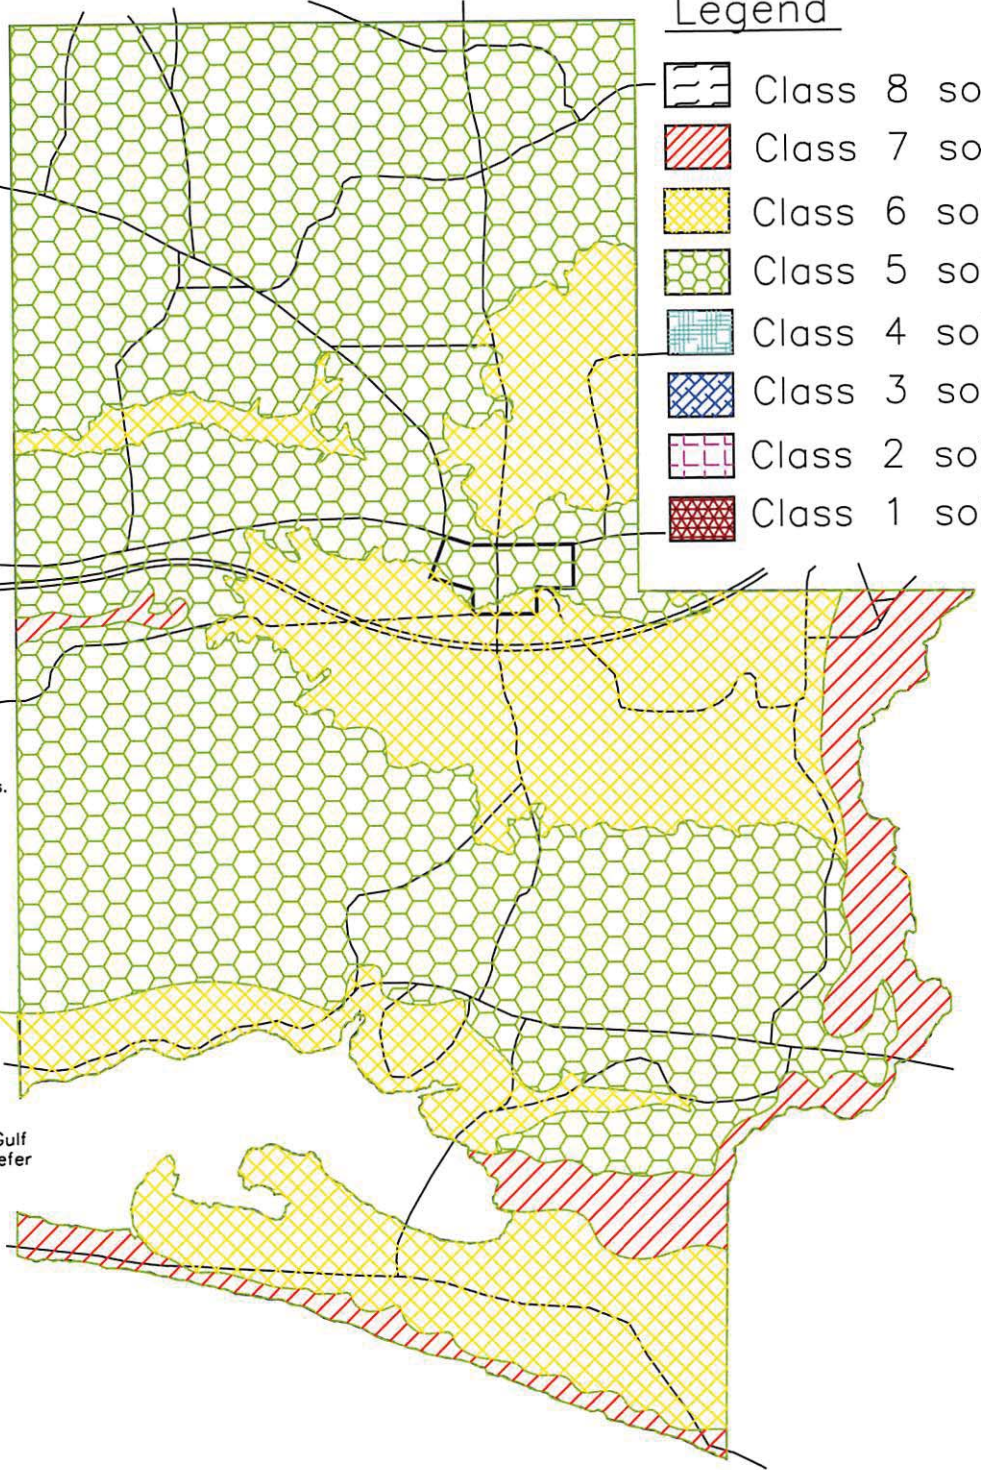 Legend
Class 8 so
Class 7 so
Class 6 so
Class 5 so
Class 4 so
Class 3 so
Class 2 so
Class 1 so
s.
Gulf
efer